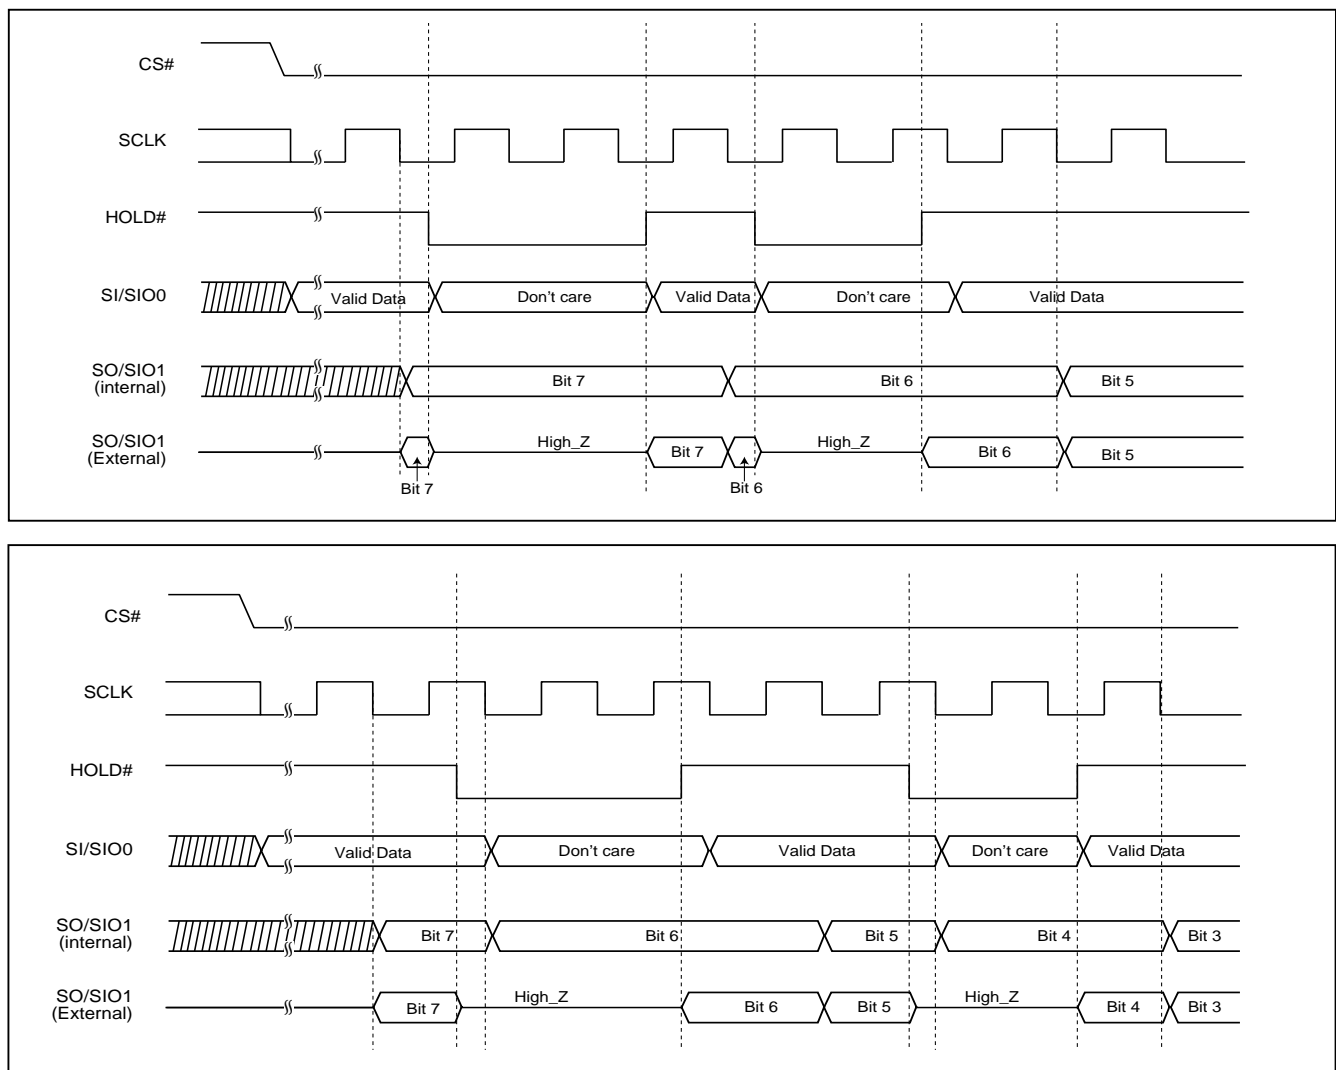 CS#
SCLK
HOLD#
SI/SIO0
Valid Data
Don't care
Valid Data
Don't care
Valid Data
SO/SIO1
(internal)
Bit 7
Bit 6
Bit 5
SO/SIO1
(External)
High_Z
Bit 7
High_Z
Bit 6
Bit 5
Bit 7
Bit 6
CS#
SCLK
HOLD#
SI/SIO0
Valid Data
Don't care
Valid Data
Don't care
Valid Data
SO/SIO1
(internal)
Bit 7
Bit 6
Bit 5
Bit 4
Bit 3
SO/SIO1
(External)
Bit 7
High_Z
Bit 6
Bit 5
High_Z
Bit 4
Bit 3